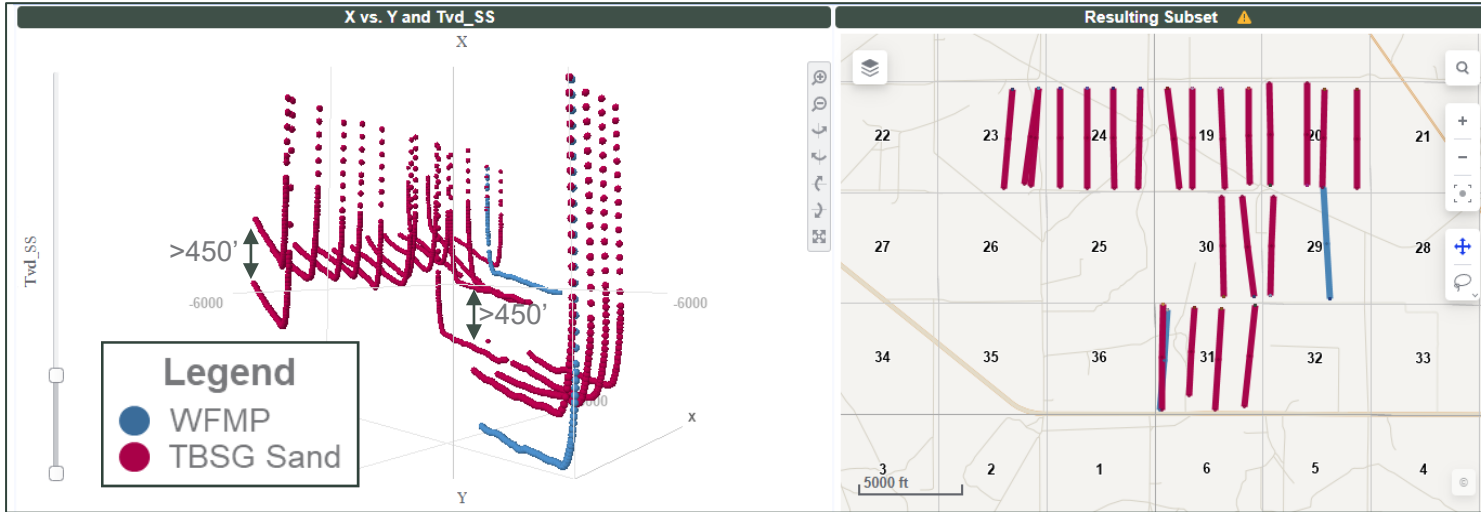 X vs. Y and Tvd_SS
X
Tvd_SS
>450’
-6000
-6000
>450’
x
Y
Legend
WFMP
TBSG Sand
Resulting Subset
22 23 24 19 20 21
27 26 25 30 29 28
34 35 36 31 32 33
3 2 1 6 5 4
5000 ft
+
−
©